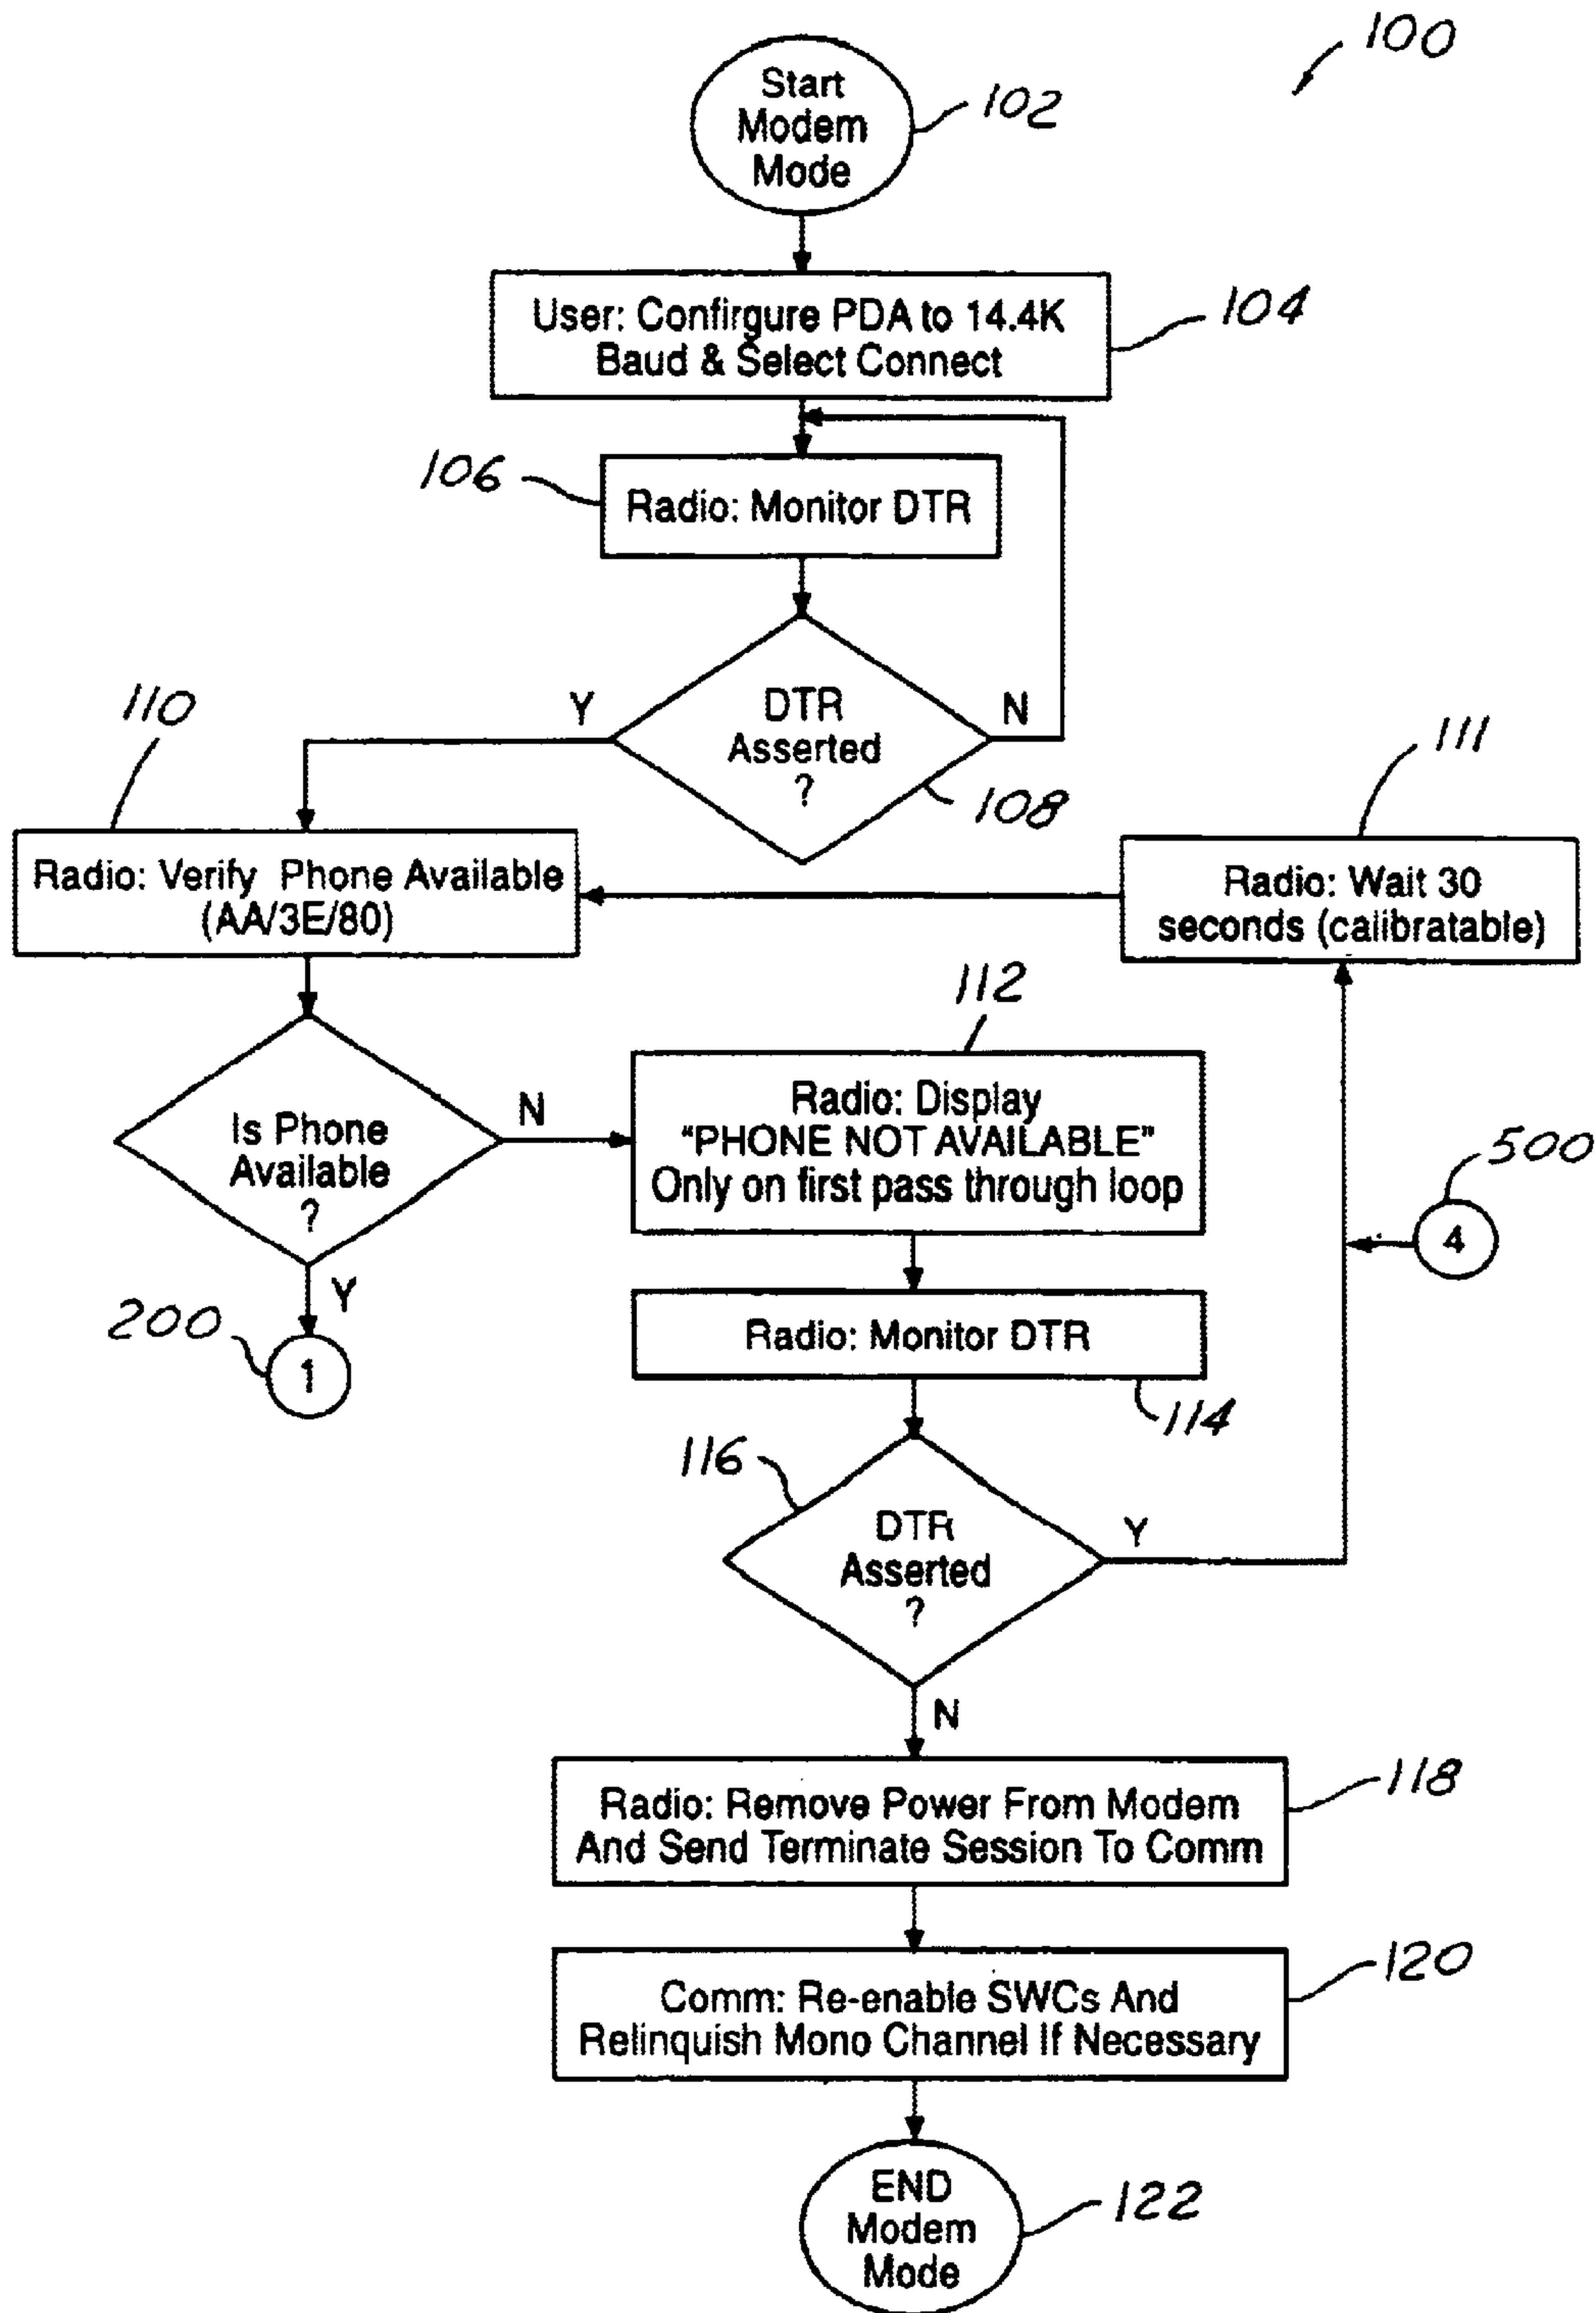 100
Start
Modem
Mode
102
User: Confirgure PDA to 14.4K
Baud & Select Connect
104
106
Radio: Monitor DTR
110
Y
DTR
Asserted
?
N
108
111
Radio: Verify Phone Available
(AA/3E/80)
Radio: Wait 30
seconds (calibratable)
112
Is Phone
Available
?
N
Radio: Display
"PHONE NOT AVAILABLE"
Only on first pass through loop
500
4
Y
200
1
Radio: Monitor DTR
114
116
DTR
Asserted
?
Y
N
Radio: Remove Power From Modem
And Send Terminate Session To Comm
118
Comm: Re-enable SWCs And
Relinquish Mono Channel If Necessary
120
END
Modem
Mode
122